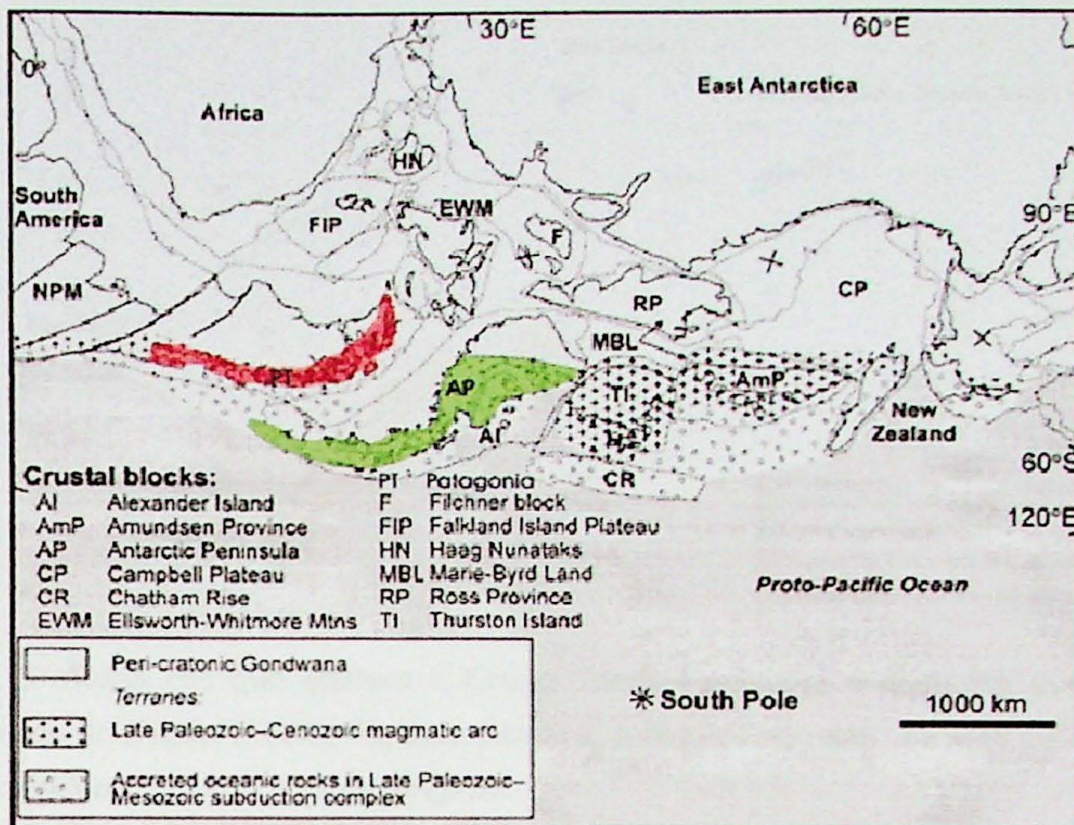 30°E
60°E
0°
Africa
East Antarctica
HN
South
America
FIP
EWM
F
90°E
NPM
RP
CP
PT
MBL
AP
TI
AmP
AI
New
Zealand
60°S
CR
120°E
Crustal blocks:
AI Alexander Island
AmP Amundsen Province
AP Antarctic Peninsula
CP Campbell Plateau
CR Chatham Rise
EWM Ellsworth-Whitmore Mtns
PT Patagonia
F Filchner block
FIP Falkland Island Plateau
HN Haag Nunataks
MBL Marie-Byrd Land
RP Ross Province
TI Thurston Island
Proto-Pacific Ocean
Peri-cratonic Gondwana
Terranes:
Late Paleozoic–Cenozoic magmatic arc
Accreted oceanic rocks in Late Paleozoic–
Mesozoic subduction complex
South Pole
1000 km